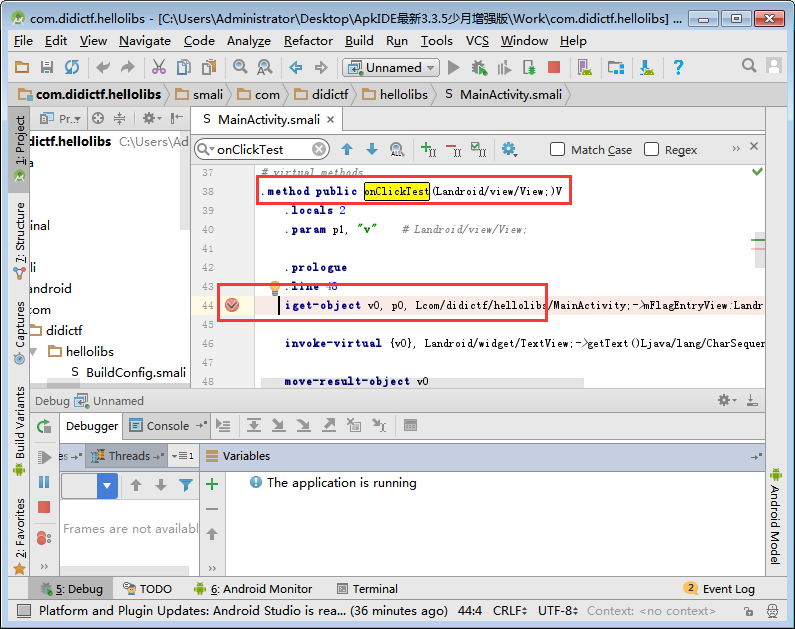 com.didictf.hellolibs - [C:\Users\Administrator\Desktop\ApkIDE最新3.3.5少月增强版\Work\com.didictf.hellolibs] ...
File Edit View Navigate Code Analyze Refactor Build Run Tools VCS Window Help
Unnamed
com.didictf.hellolibs smali com didictf hellolibs MainActivity.smali
1: Project
7: Structure
Captures
Build Variants
2: Favorites
Pr...
didictf.hellolibs C:\Users\Ad
a
inal
li
android
com
didictf
hellolibs
BuildConfig.smali
MainActivity.smali
onClickTest
Match Case
Regex
37 # virtual methods
38 .method public onClickTest(Landroid/view/View;)V
39 .locals 2
40 .param p1, "v" # Landroid/view/View;
41
42 .prologue
43 .line 48
44 iget-object v0, p0, Lcom/didictf/hellolibs/MainActivity;->mFlagEntryView:Landr
45
46 invoke-virtual {v0}, Landroid/widget/TextView;->getText()Ljava/lang/CharSequen
47
48 move-result-object v0
Debug Unnamed
Debugger Console
es Threads 1 Variables
The application is running
Frames are not availabl
Android Model
5: Debug TODO 6: Android Monitor Terminal 2 Event Log
Platform and Plugin Updates: Android Studio is rea... (36 minutes ago) 44:4 CRLF UTF-8 Context: <no context>